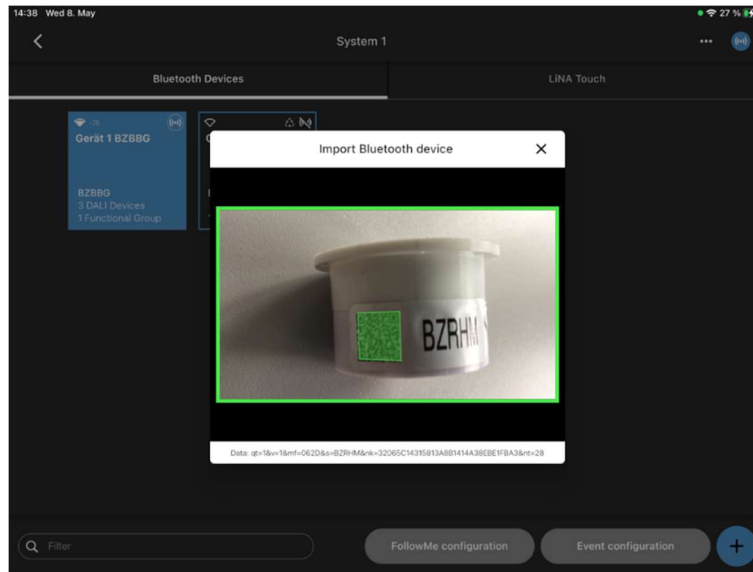 14:38 Wed 8. May
27 %
System 1
Bluetooth Devices
LiNA Touch
-78
Gerät 1 BZBBG
BZBBG
3 DALI Devices
1 Functional Group
Import Bluetooth device
BZRHM
Data: qt=1&v=1&mf=062D&s=BZRHM&nk=32065C14315813A8B1414A38EBE1FBA3&nt=28
Filter
FollowMe configuration
Event configuration